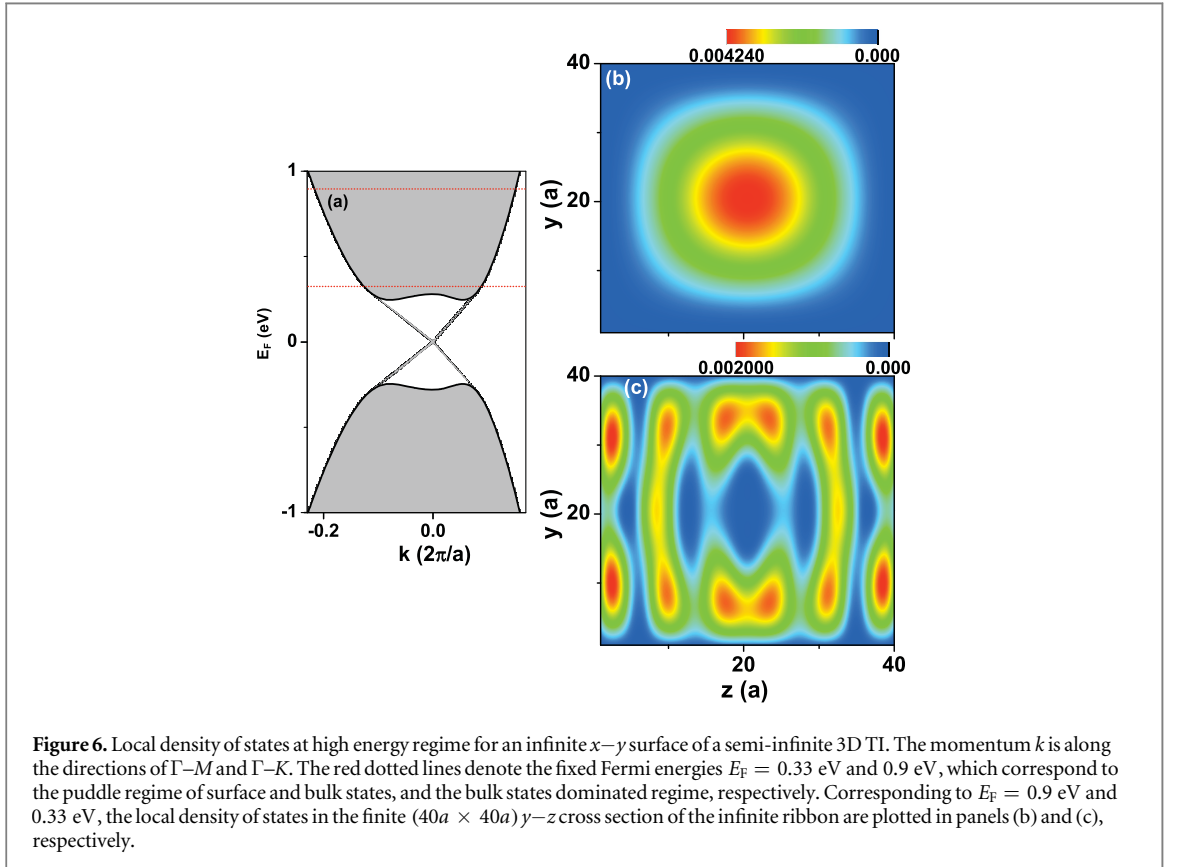 0.004240 0.000
40
(b)
y (a)
20
1
(a)
E_F (eV)
0
-1
-0.2 0.0
k (2π/a)
0.002000 0.000
40
(c)
y (a)
20
20 40
z (a)
Figure 6. Local density of states at high energy regime for an infinite x−y surface of a semi-infinite 3D TI. The momentum k is along
the directions of Γ–M and Γ–K. The red dotted lines denote the fixed Fermi energies E_F = 0.33 eV and 0.9 eV, which correspond to
the puddle regime of surface and bulk states, and the bulk states dominated regime, respectively. Corresponding to E_F = 0.9 eV and
0.33 eV, the local density of states in the finite (40a × 40a) y−z cross section of the infinite ribbon are plotted in panels (b) and (c),
respectively.